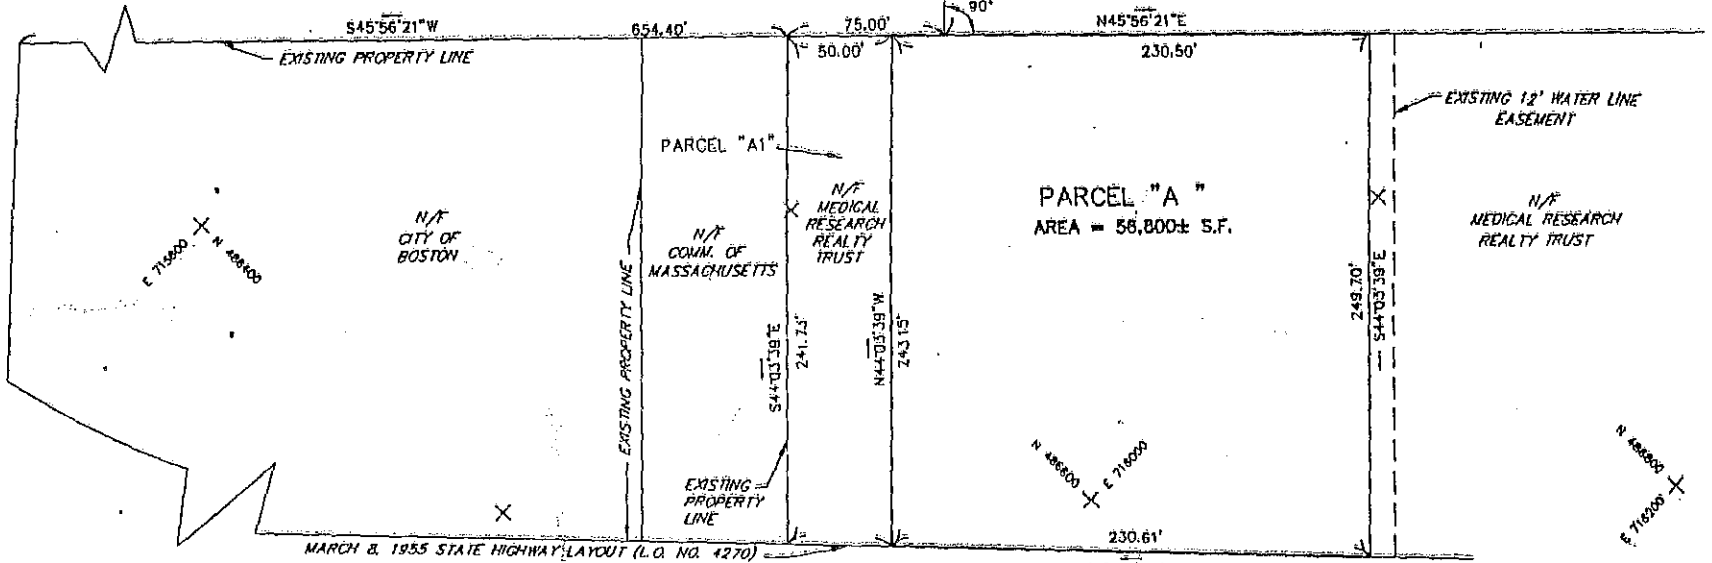 S45°56'21"W
654.40'
75.00'
90°
N45°56'21"E
EXISTING PROPERTY LINE
50.00'
230.50'
EXISTING 12' WATER LINE
EASEMENT
PARCEL "A1"
N/F
MEDICAL
RESEARCH
REALTY
TRUST
PARCEL "A"
AREA = 56,800± S.F.
N/F
MEDICAL RESEARCH
REALTY TRUST
N/F
CITY OF
BOSTON
N/F
COMM. OF
MASSACHUSETTS
E 715800
N 486400
EXISTING PROPERTY LINE
S44°03'39"E
241.73'
N44°03'39"W
243.15'
249.70'
S44°03'39"E
N 486600
E 716000
N 486800
E 716200
EXISTING
PROPERTY
LINE
230.61'
MARCH 8, 1955 STATE HIGHWAY LAYOUT (L.O. NO. 4270)